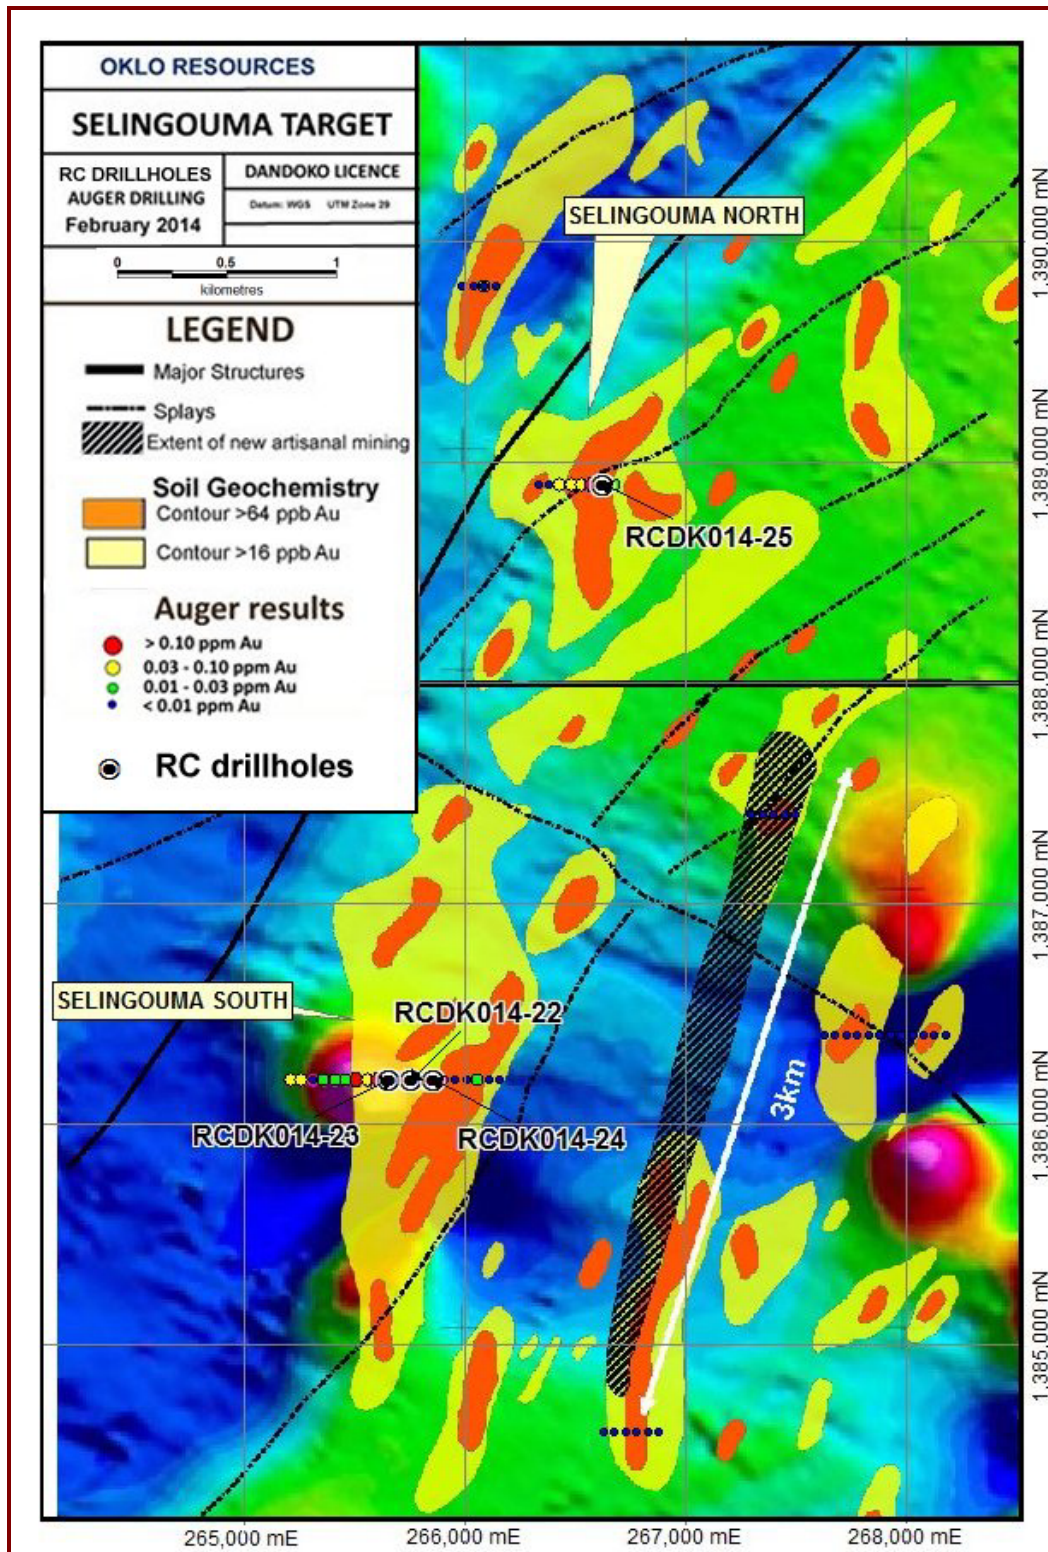 OKLO RESOURCES
SELINGOUMA TARGET
RC DRILLHOLES
AUGER DRILLING
February 2014
DANDOKO LICENCE
Datum: WGS UTM Zone 29
0 0.5 1
kilometres
LEGEND
Major Structures
Splays
Extent of new artisanal mining
Soil Geochemistry
Contour >64 ppb Au
Contour >16 ppb Au
Auger results
> 0.10 ppm Au
0.03 - 0.10 ppm Au
0.01 - 0.03 ppm Au
< 0.01 ppm Au
RC drillholes
SELINGOUMA NORTH
RCDK014-25
SELINGOUMA SOUTH
RCDK014-22
RCDK014-23
RCDK014-24
3km
1.390,000 mN
1.389,000 mN
1.388,000 mN
1.387,000 mN
1.386,000 mN
1.385,000 mN
265,000 mE
266,000 mE
267,000 mE
268,000 mE